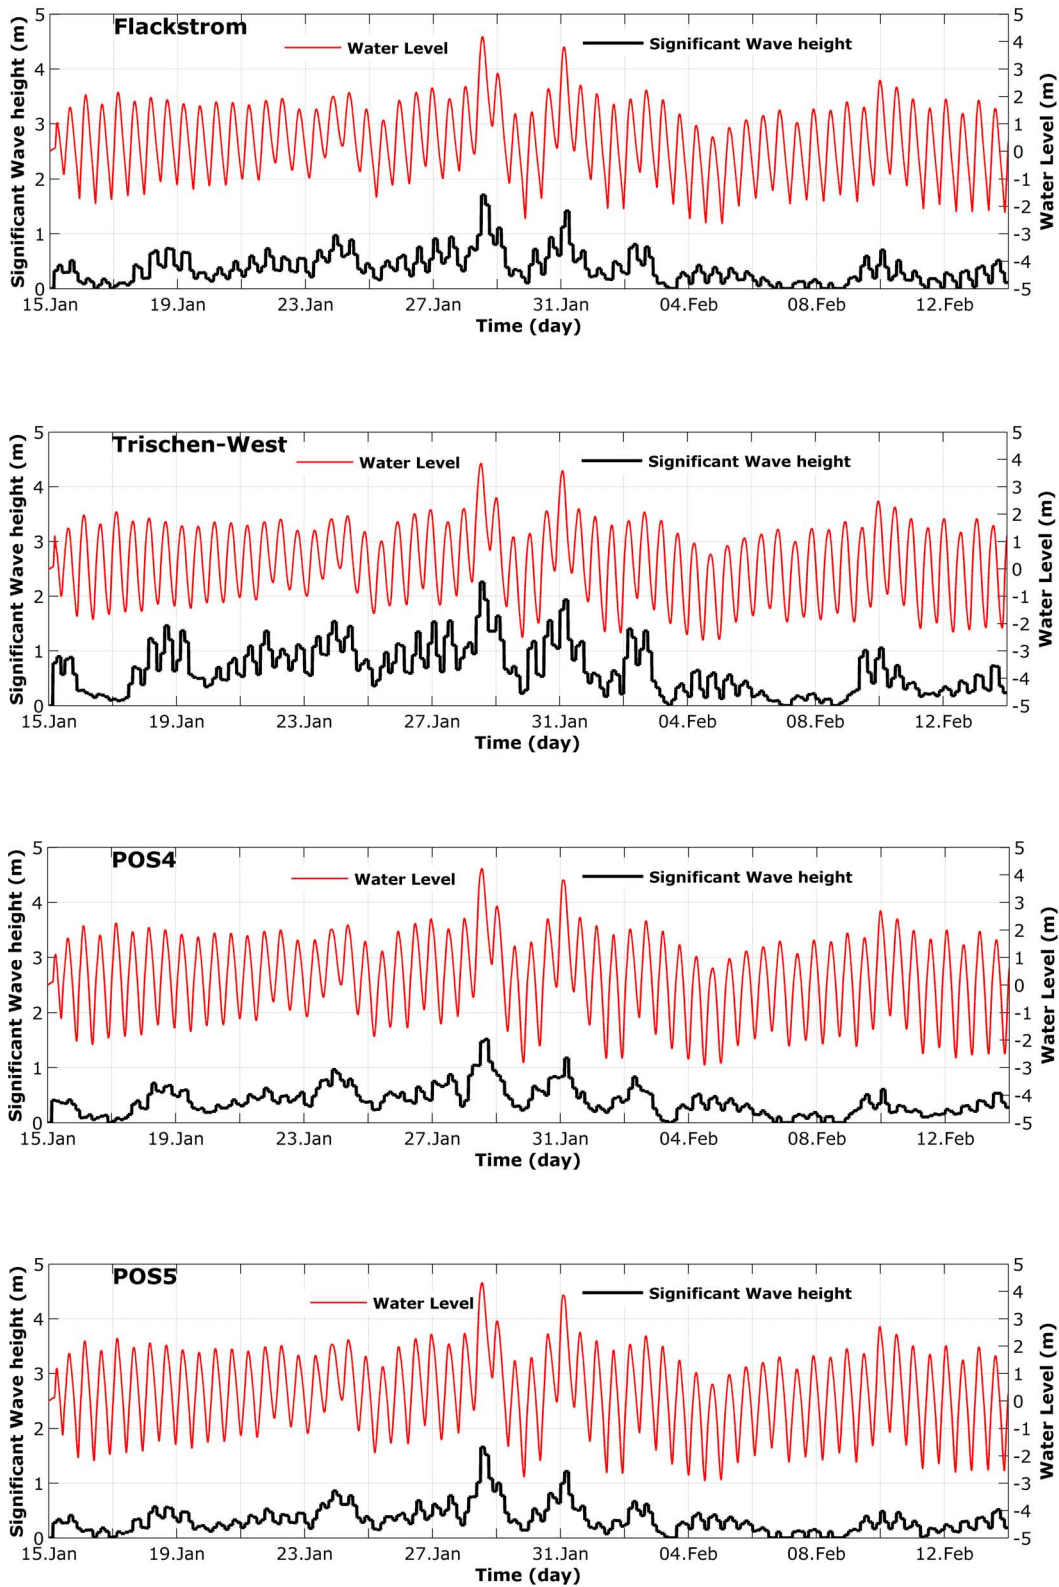 Flackstrom
Water Level
Significant Wave height
Significant Wave height (m)
5
4
3
2
1
0
5
4
3
2
1
0
-1
-2
-3
-4
-5
Water Level (m)
15.Jan 19.Jan 23.Jan 27.Jan 31.Jan 04.Feb 08.Feb 12.Feb
Time (day)
Trischen-West
Water Level
Significant Wave height
Significant Wave height (m)
5
4
3
2
1
0
5
4
3
2
1
0
-1
-2
-3
-4
-5
Water Level (m)
15.Jan 19.Jan 23.Jan 27.Jan 31.Jan 04.Feb 08.Feb 12.Feb
Time (day)
POS4
Water Level
Significant Wave height
Significant Wave height (m)
5
4
3
2
1
0
5
4
3
2
1
0
-1
-2
-3
-4
-5
Water Level (m)
15.Jan 19.Jan 23.Jan 27.Jan 31.Jan 04.Feb 08.Feb 12.Feb
Time (day)
POS5
Water Level
Significant Wave height
Significant Wave height (m)
5
4
3
2
1
0
5
4
3
2
1
0
-1
-2
-3
-4
-5
Water Level (m)
15.Jan 19.Jan 23.Jan 27.Jan 31.Jan 04.Feb 08.Feb 12.Feb
Time (day)